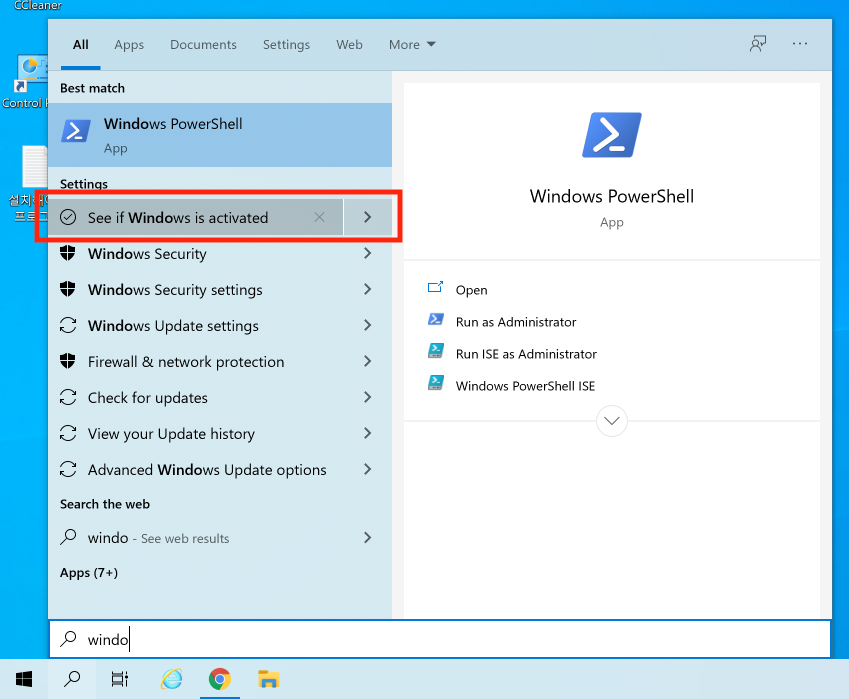 CCleaner
All Apps Documents Settings Web More
Control
Best match
Windows PowerShell
App
Settings
See if Windows is activated
Windows Security
Windows Security settings
Windows Update settings
Firewall & network protection
Check for updates
View your Update history
Advanced Windows Update options
Search the web
windo - See web results
Apps (7+)
Windows PowerShell
App
Open
Run as Administrator
Run ISE as Administrator
Windows PowerShell ISE
windo